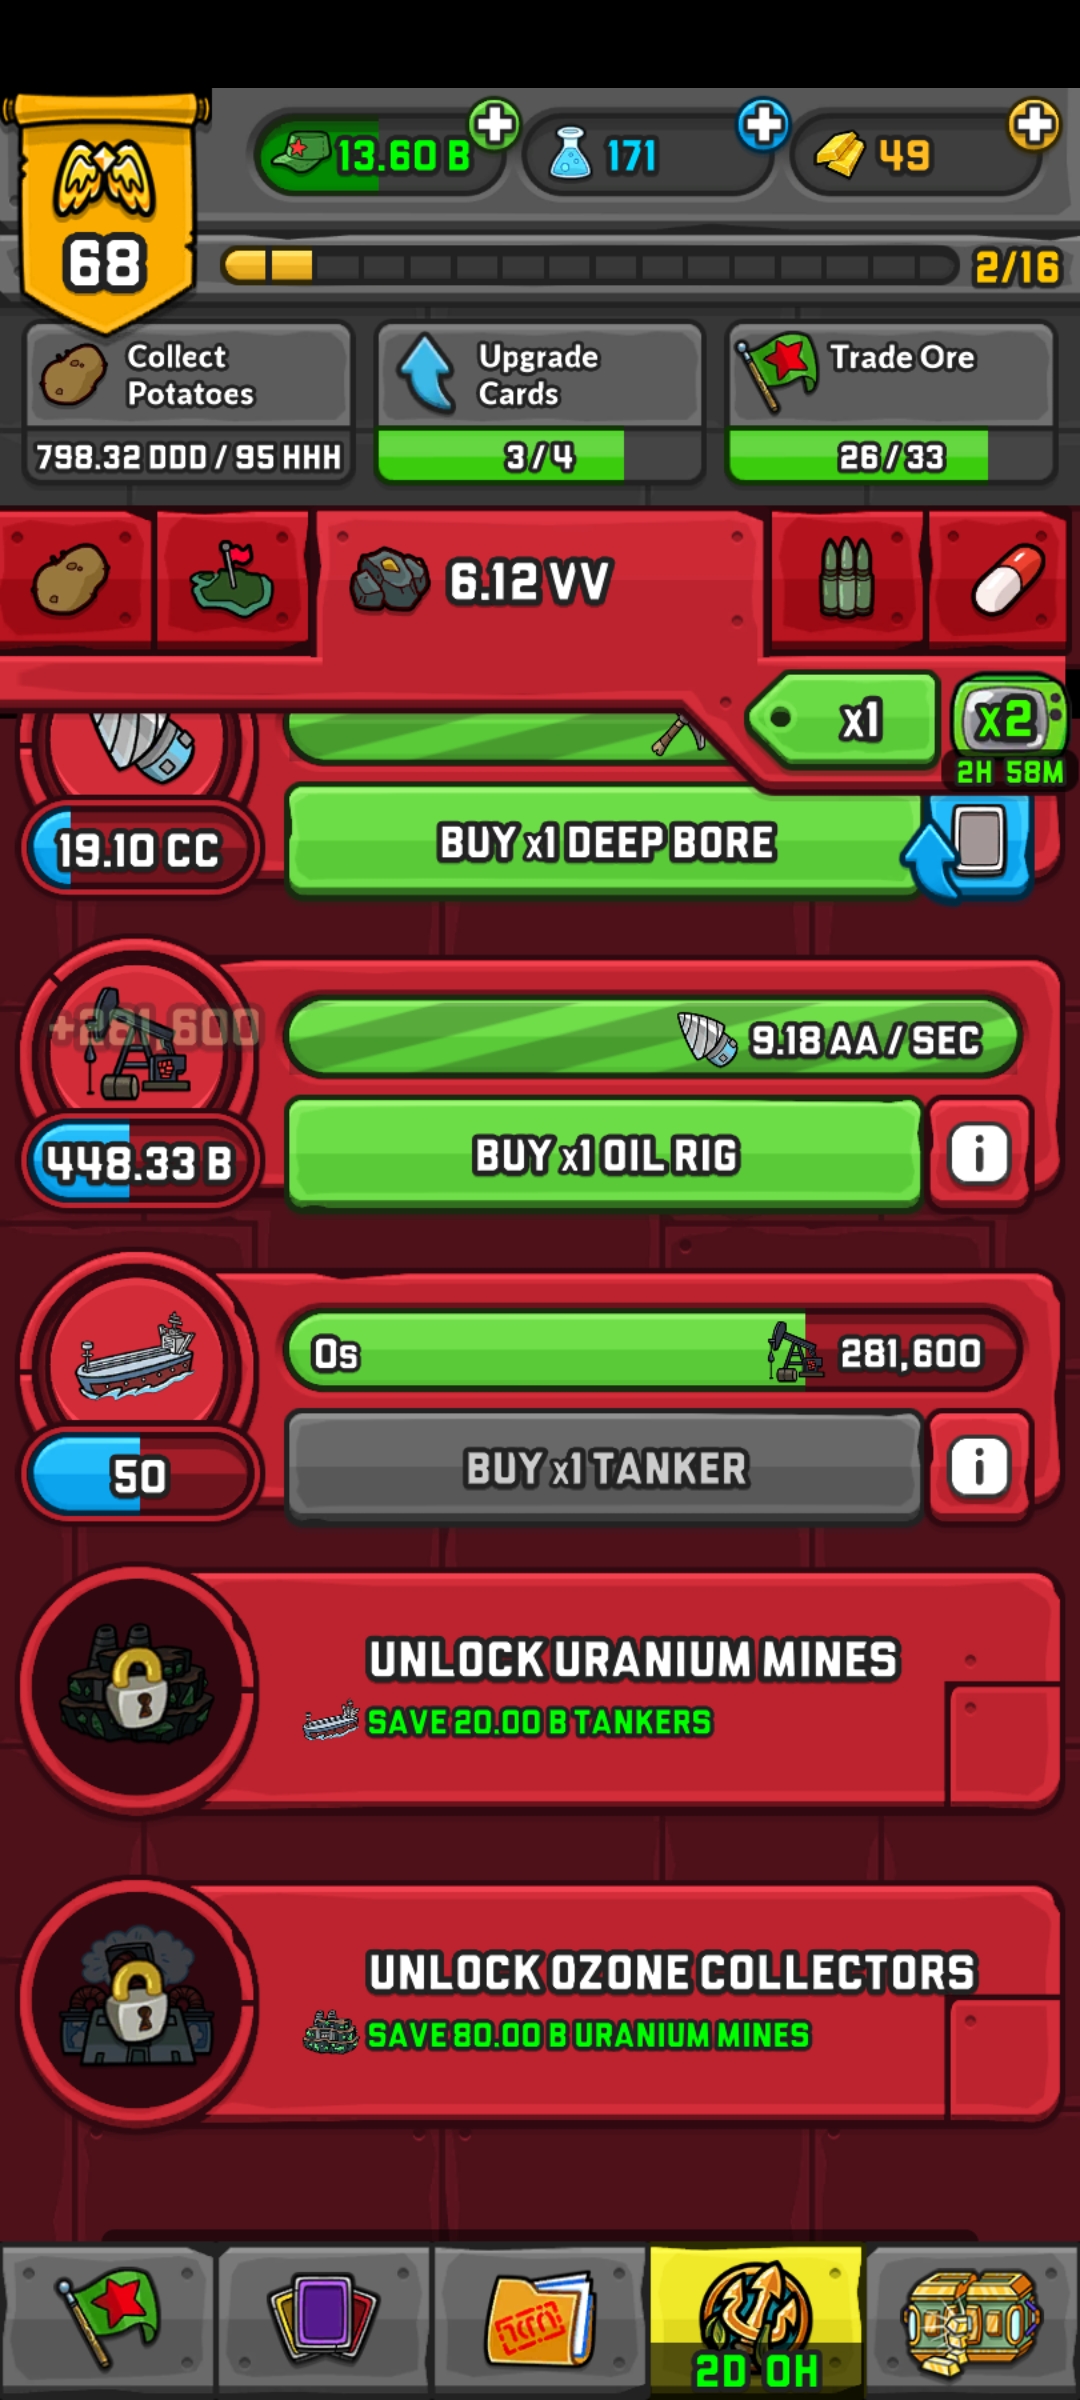 13.60 B
171
49
68
2/16
Collect
Potatoes
Upgrade
Cards
Trade Ore
798.32 DDD / 95 HHH
3/4
26/33
6.12 VV
x1
x2
2H 58M
19.10 CC
BUY x1 DEEP BORE
+281,600
9.18 AA / SEC
448.33 B
BUY x1 OIL RIG
i
0s
281,600
50
BUY x1 TANKER
i
UNLOCK URANIUM MINES
SAVE 20.00 B TANKERS
UNLOCK OZONE COLLECTORS
SAVE 80.00 B URANIUM MINES
2D 0H